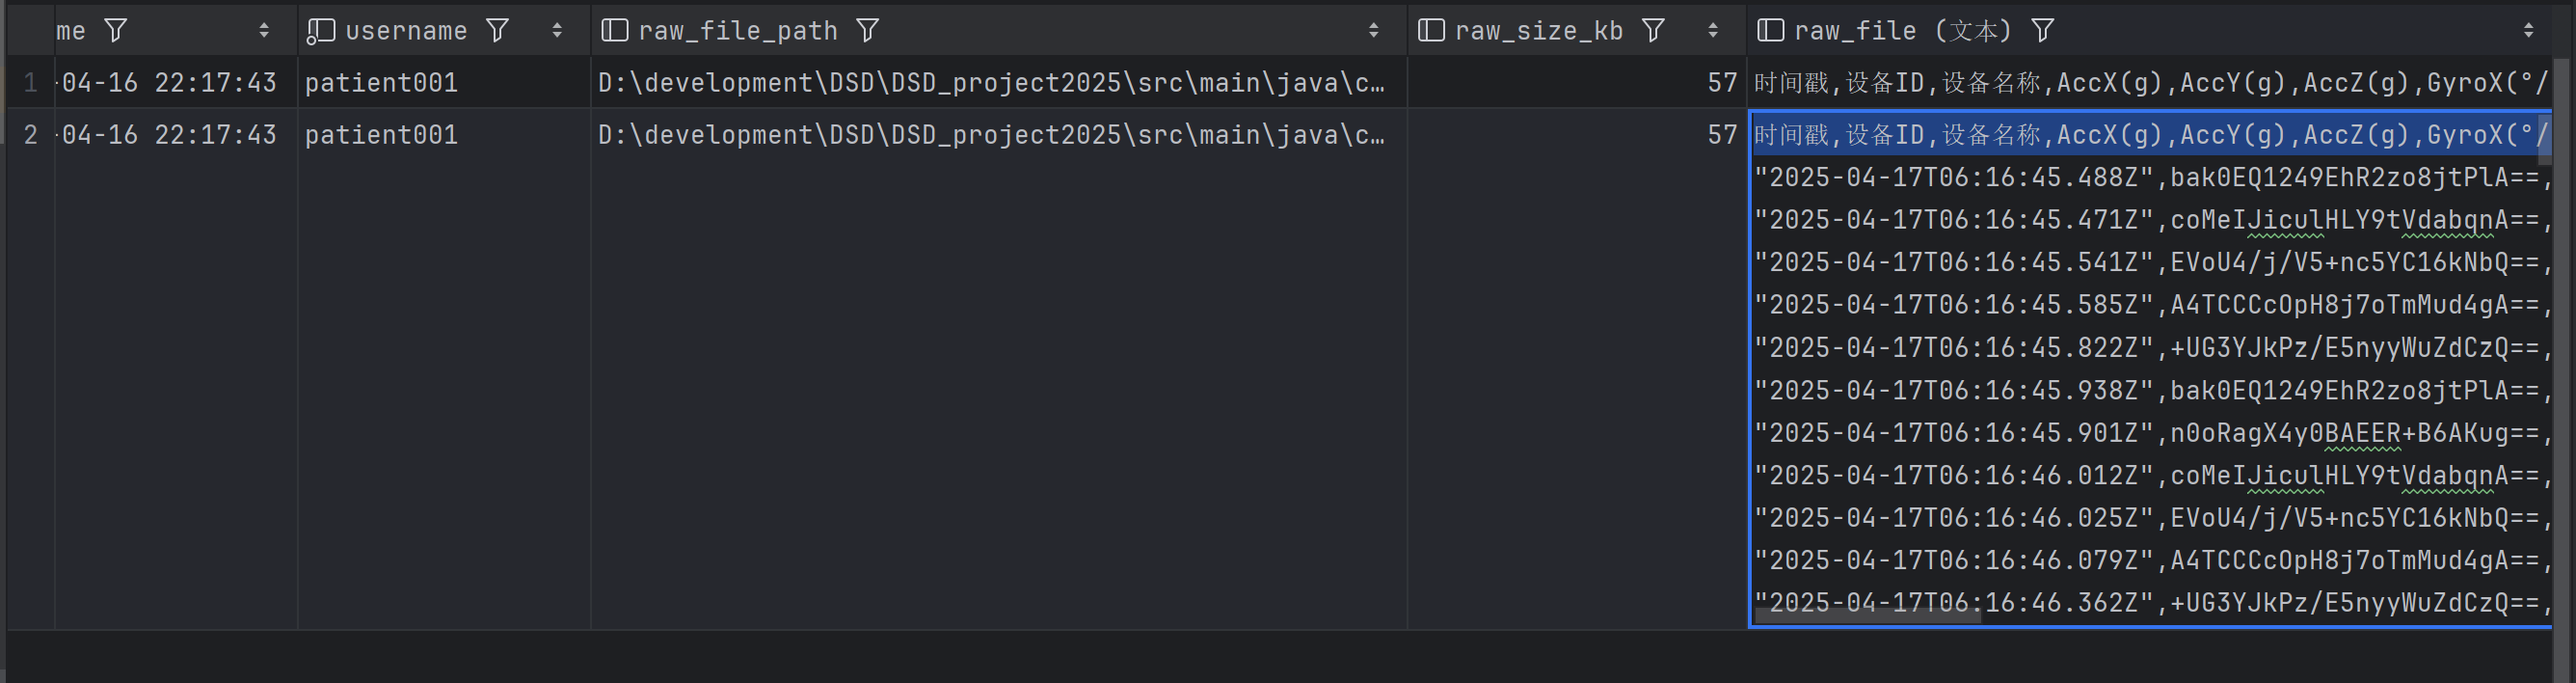 me username raw_file_path raw_size_kb raw_file (文本)
1 -04-16 22:17:43 patient001 D:\development\DSD\DSD_project2025\src\main\java\c… 57 时间戳,设备ID,设备名称,AccX(g),AccY(g),AccZ(g),GyroX(°/
2 -04-16 22:17:43 patient001 D:\development\DSD\DSD_project2025\src\main\java\c… 57 时间戳,设备ID,设备名称,AccX(g),AccY(g),AccZ(g),GyroX(°/
"2025-04-17T06:16:45.488Z",bak0EQ1249EhR2zo8jtPlA==,
"2025-04-17T06:16:45.471Z",coMeIJiculHLY9tVdabqnA==,
"2025-04-17T06:16:45.541Z",EVoU4/j/V5+nc5YC16kNbQ==,
"2025-04-17T06:16:45.585Z",A4TCCCcOpH8j7oTmMud4gA==,
"2025-04-17T06:16:45.822Z",+UG3YJkPz/E5nyyWuZdCzQ==,
"2025-04-17T06:16:45.938Z",bak0EQ1249EhR2zo8jtPlA==,
"2025-04-17T06:16:45.901Z",n0oRagX4y0BAEER+B6AKug==,
"2025-04-17T06:16:46.012Z",coMeIJiculHLY9tVdabqnA==,
"2025-04-17T06:16:46.025Z",EVoU4/j/V5+nc5YC16kNbQ==,
"2025-04-17T06:16:46.079Z",A4TCCCcOpH8j7oTmMud4gA==,
"2025-04-17T06:16:46.362Z",+UG3YJkPz/E5nyyWuZdCzQ==,